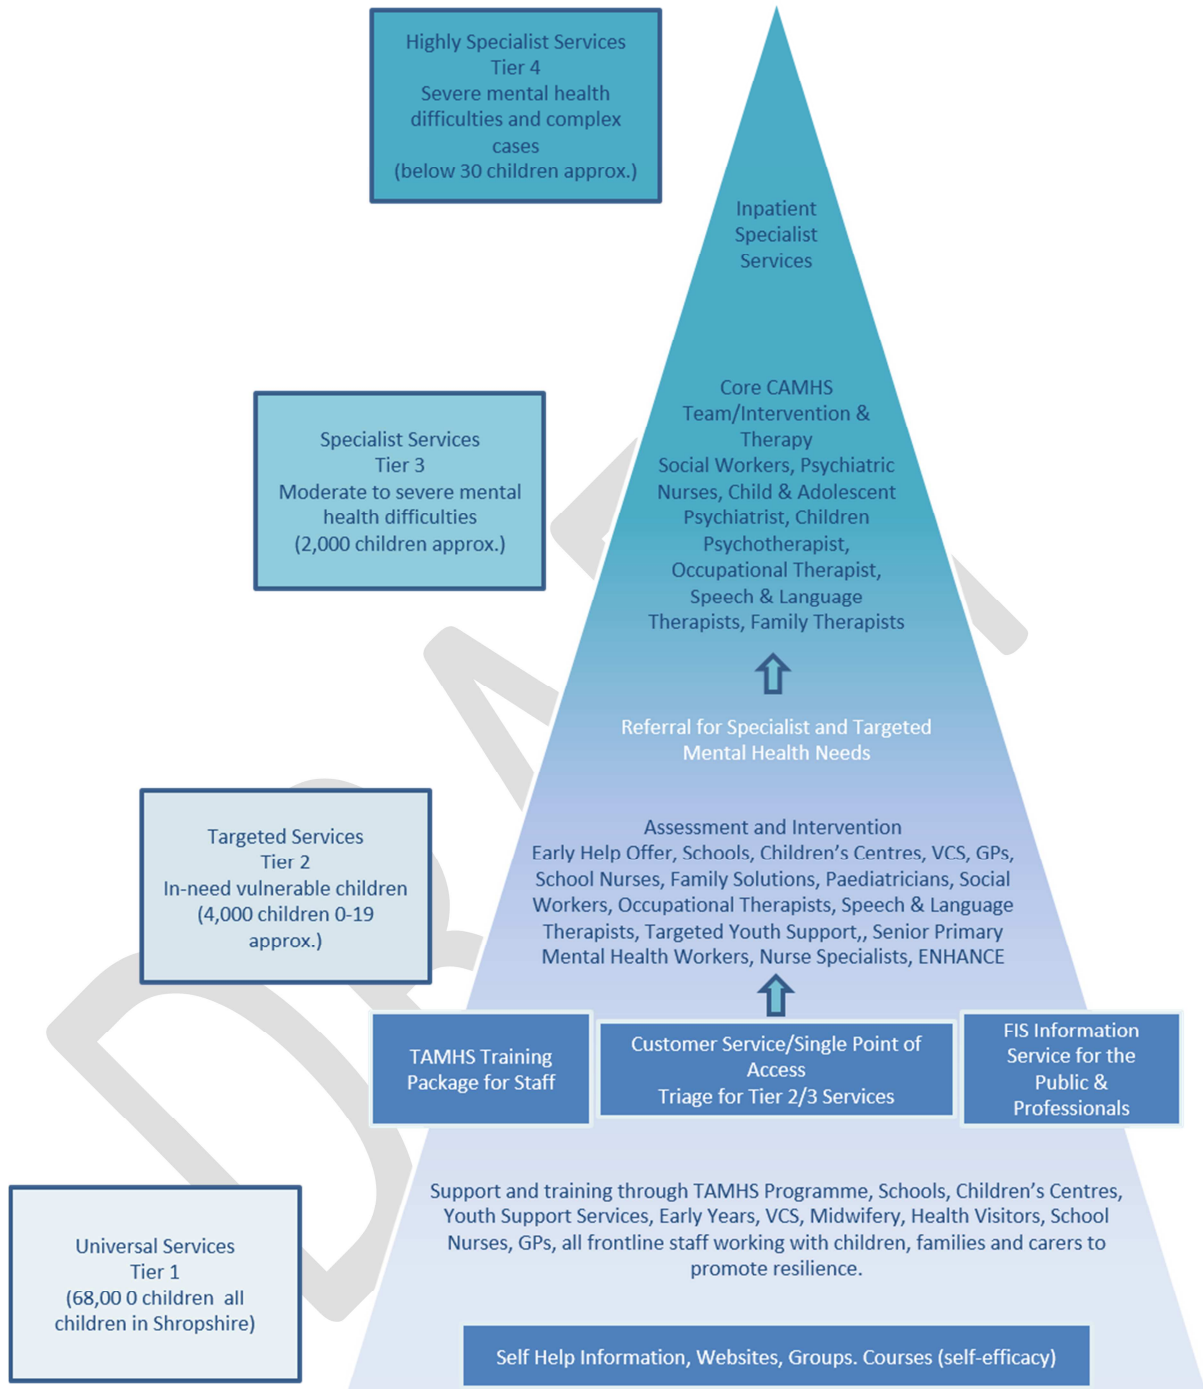 Highly Specialist Services
Tier 4
Severe mental health
difficulties and complex
cases
(below 30 children approx.)
Inpatient
Specialist
Services
Specialist Services
Tier 3
Moderate to severe mental
health difficulties
(2,000 children approx.)
Core CAMHS
Team/Intervention &
Therapy
Social Workers, Psychiatric
Nurses, Child & Adolescent
Psychiatrist, Children
Psychotherapist,
Occupational Therapist,
Speech & Language
Therapists, Family Therapists
Referral for Specialist and Targeted
Mental Health Needs
Targeted Services
Tier 2
In-need vulnerable children
(4,000 children 0-19
approx.)
Assessment and Intervention
Early Help Offer, Schools, Children’s Centres, VCS, GPs,
School Nurses, Family Solutions, Paediatricians, Social
Workers, Occupational Therapists, Speech & Language
Therapists, Targeted Youth Support,, Senior Primary
Mental Health Workers, Nurse Specialists, ENHANCE
TAMHS Training
Package for Staff
Customer Service/Single Point of
Access
Triage for Tier 2/3 Services
FIS Information
Service for the
Public &
Professionals
Universal Services
Tier 1
(68,00 0 children  all
children in Shropshire)
Support and training through TAMHS Programme, Schools, Children’s Centres,
Youth Support Services, Early Years, VCS, Midwifery, Health Visitors, School
Nurses, GPs, all frontline staff working with children, families and carers to
promote resilience.
Self Help Information, Websites, Groups. Courses (self-efficacy)
DRAFT